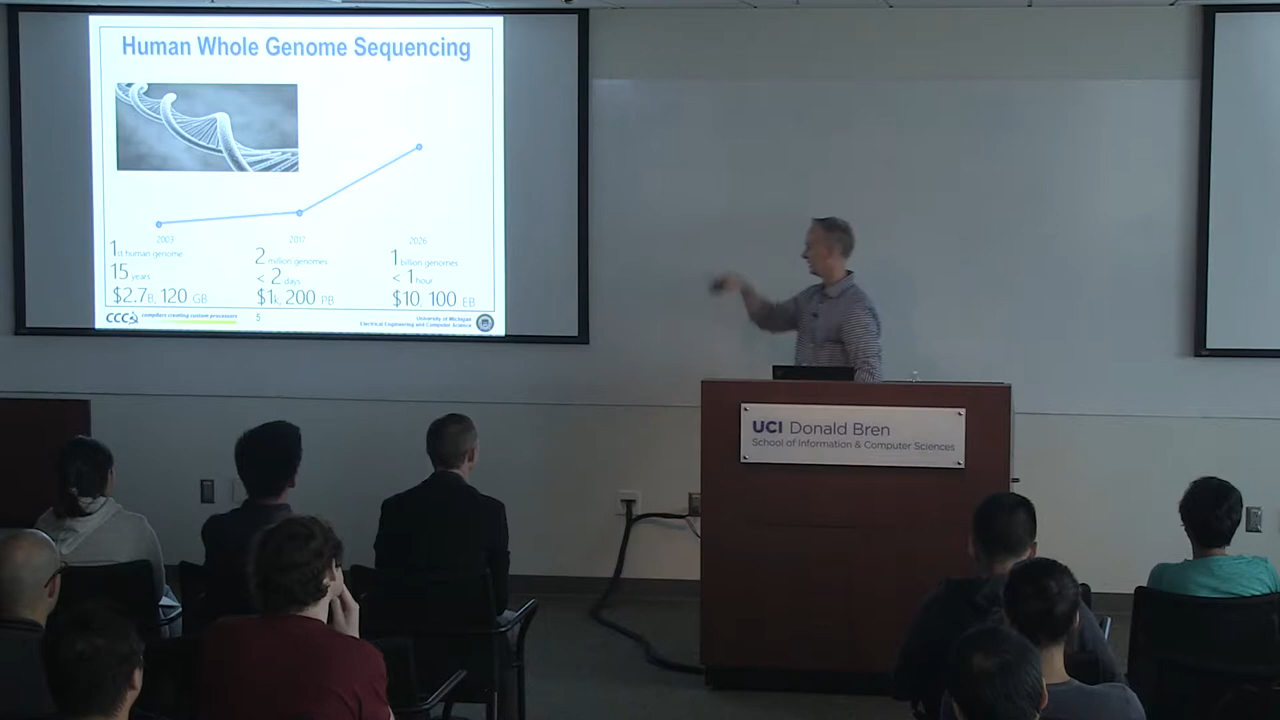 Human Whole Genome Sequencing
2003
2017
2026
1st human genome
2 million genomes
1 billion genomes
15 years
< 2 days
< 1 hour
$2.7B, 120 GB
$1k, 200 PB
$10, 100 EB
CCCP compilers creating custom processors
5
University of Michigan
Electrical Engineering and Computer Science
UCI Donald Bren
School of Information & Computer Sciences